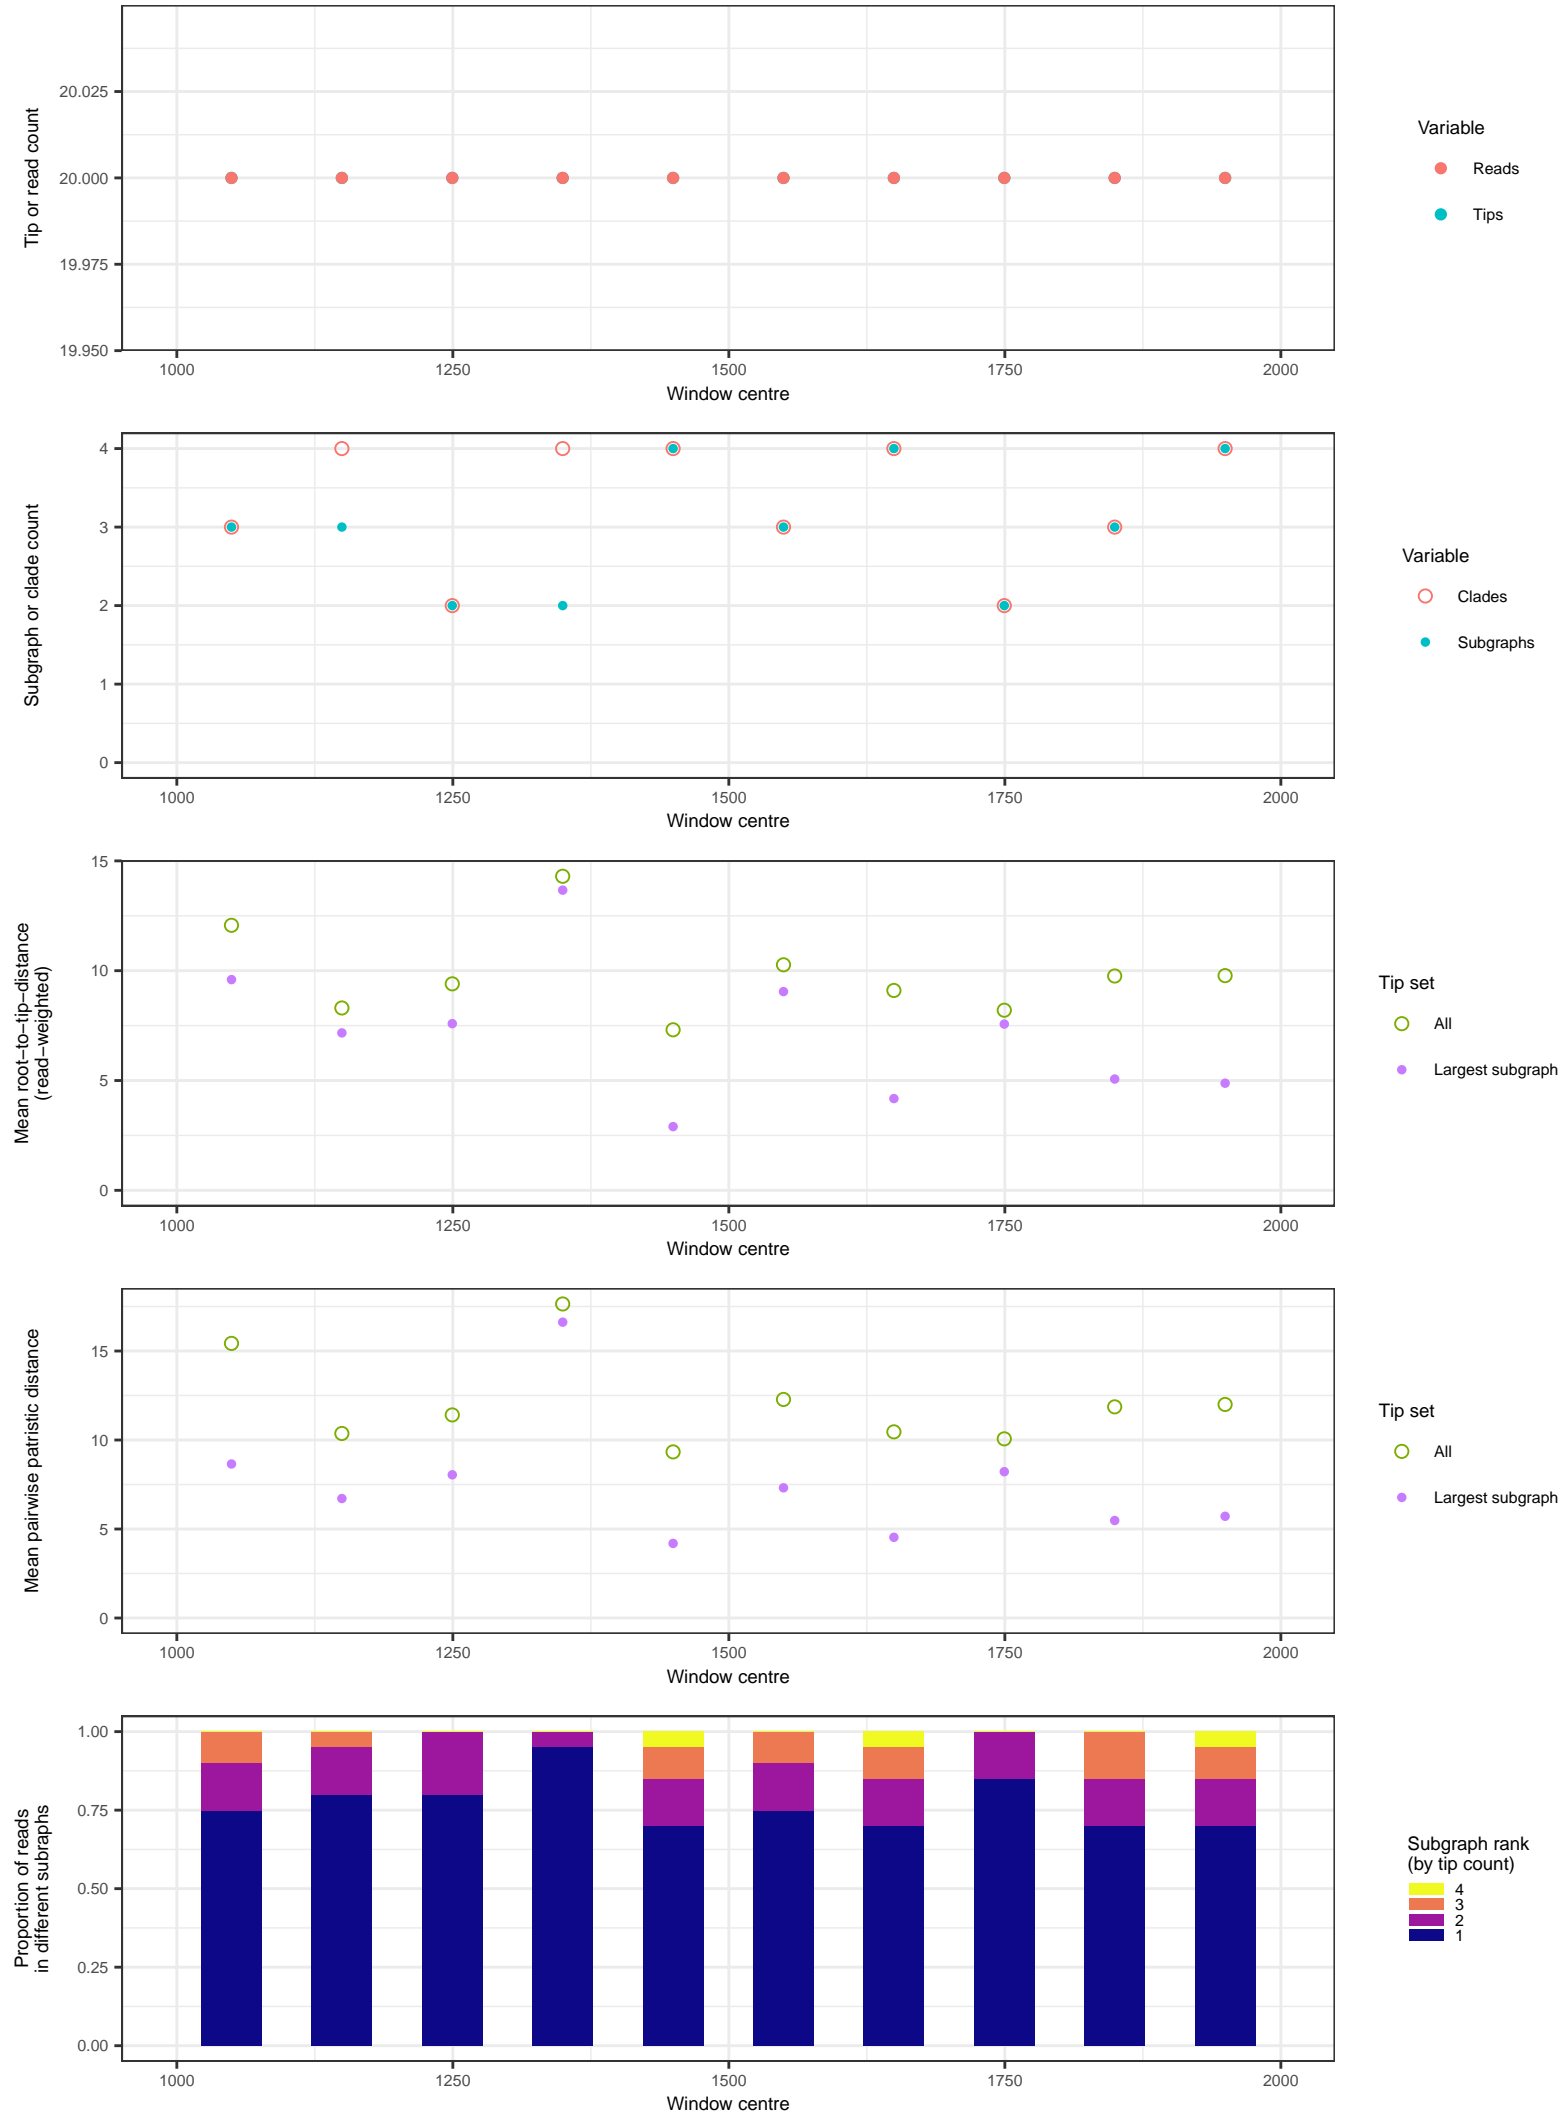 20.025
20.000
19.975
19.950
Tip or read count
1000 1250 1500 1750 2000
Window centre
Variable
Reads
Tips
4
3
2
1
0
Subgraph or clade count
1000 1250 1500 1750 2000
Window centre
Variable
Clades
Subgraphs
15
10
5
0
Mean root−to−tip−distance
(read−weighted)
1000 1250 1500 1750 2000
Window centre
Tip set
All
Largest subgraph
15
10
5
0
Mean pairwise patristic distance
1000 1250 1500 1750 2000
Window centre
Tip set
All
Largest subgraph
1.00
0.75
0.50
0.25
0.00
Proportion of reads
in different subraphs
1000 1250 1500 1750 2000
Window centre
Subgraph rank
(by tip count)
4
3
2
1